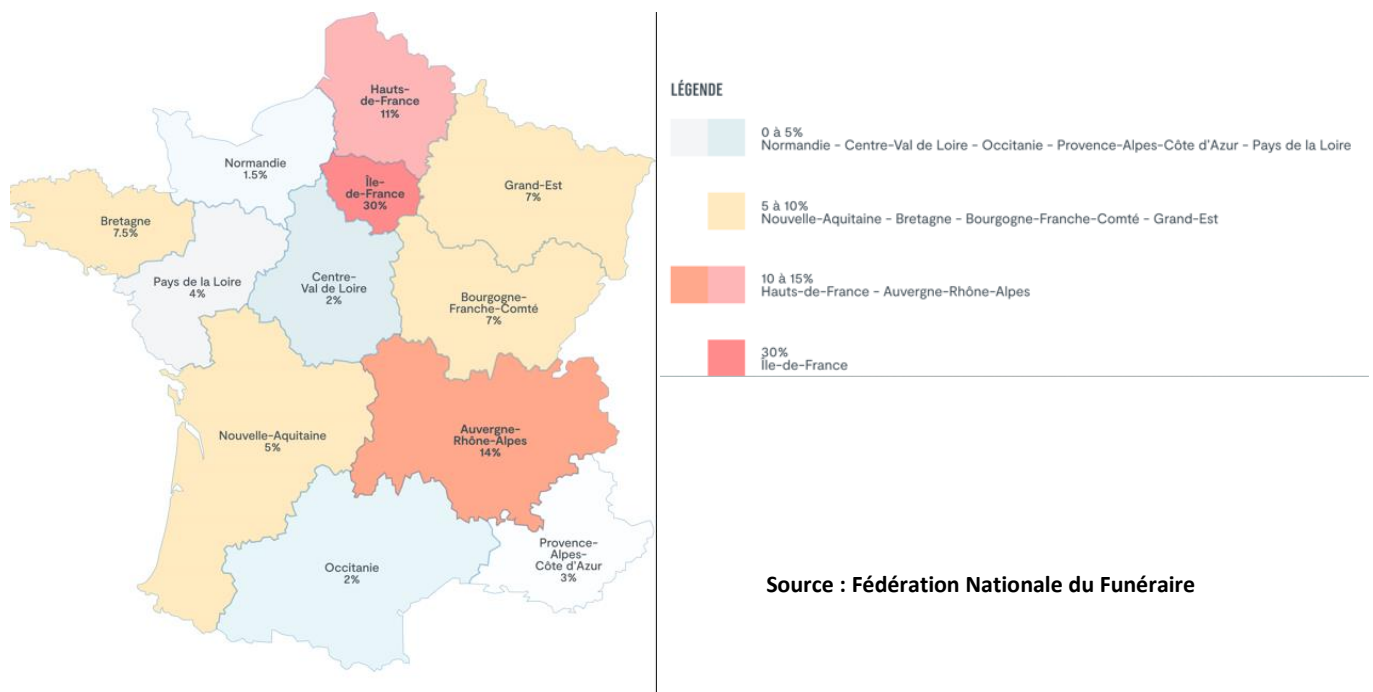 Hauts-
de-France
11%
Normandie
1.5%
Île-
de-France
30%
Grand-Est
7%
Bretagne
7.5%
Pays de la Loire
4%
Centre-
Val de Loire
2%
Bourgogne-
Franche-Comté
7%
Nouvelle-Aquitaine
5%
Auvergne-
Rhône-Alpes
14%
Occitanie
2%
Provence-
Alpes-
Côte d'Azur
3%
LÉGENDE
0 à 5%
Normandie - Centre-Val de Loire - Occitanie - Provence-Alpes-Côte d'Azur - Pays de la Loire
5 à 10%
Nouvelle-Aquitaine - Bretagne - Bourgogne-Franche-Comté - Grand-Est
10 à 15%
Hauts-de-France - Auvergne-Rhône-Alpes
30%
Île-de-France
Source : Fédération Nationale du Funéraire